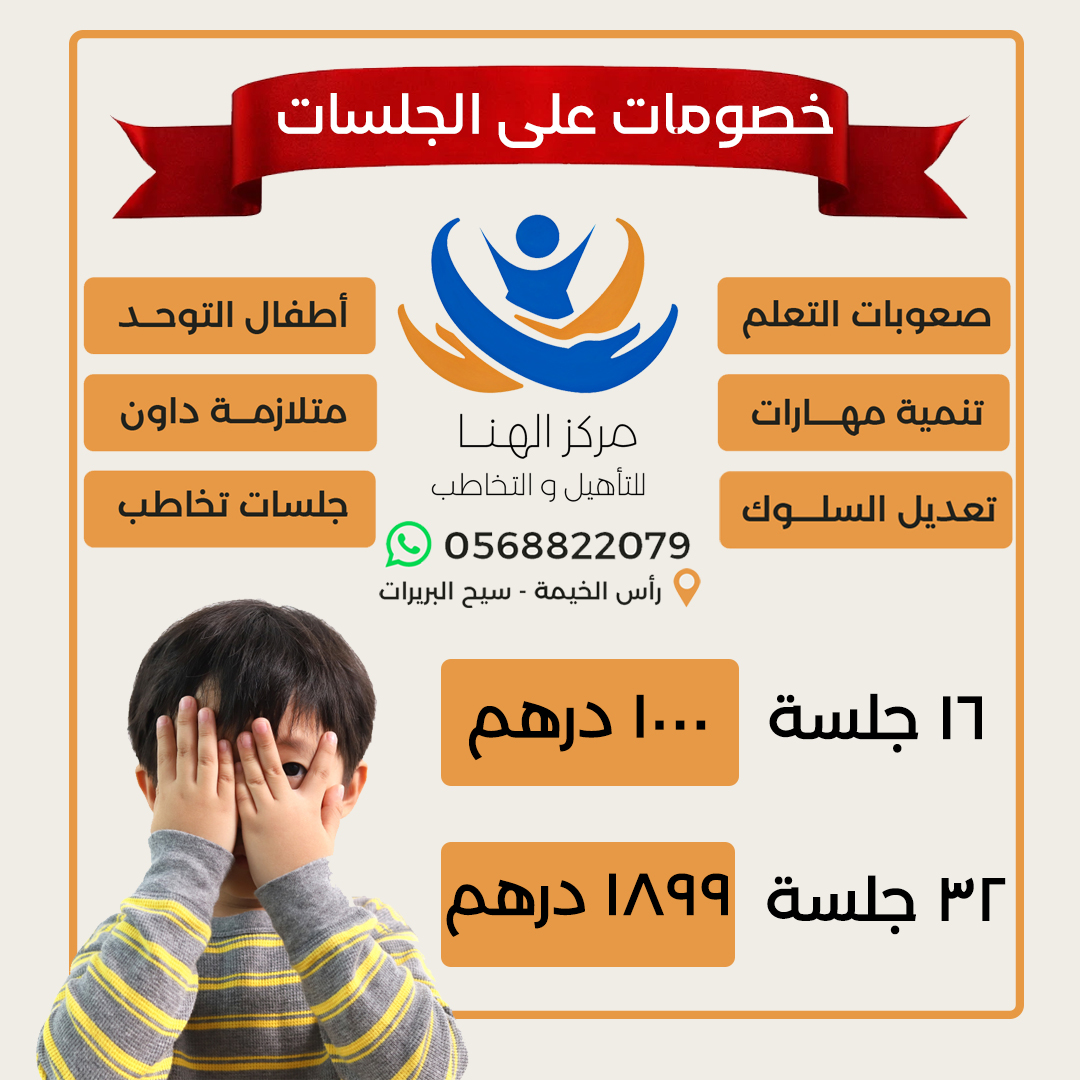 خصومات على الجلسات
صعوبات التعلم
أطفال التوحـد
تنمية مهـارات
متلازمـة داون
تعديل السلـوك
جلسات تخاطب
مركز الهنـا
للتأهيل و التخاطب
0568822079
رأس الخيمة - سيح البريرات
١٦ جلسة
١٠٠٠ درهم
٣٢ جلسة
١٨٩٩ درهم